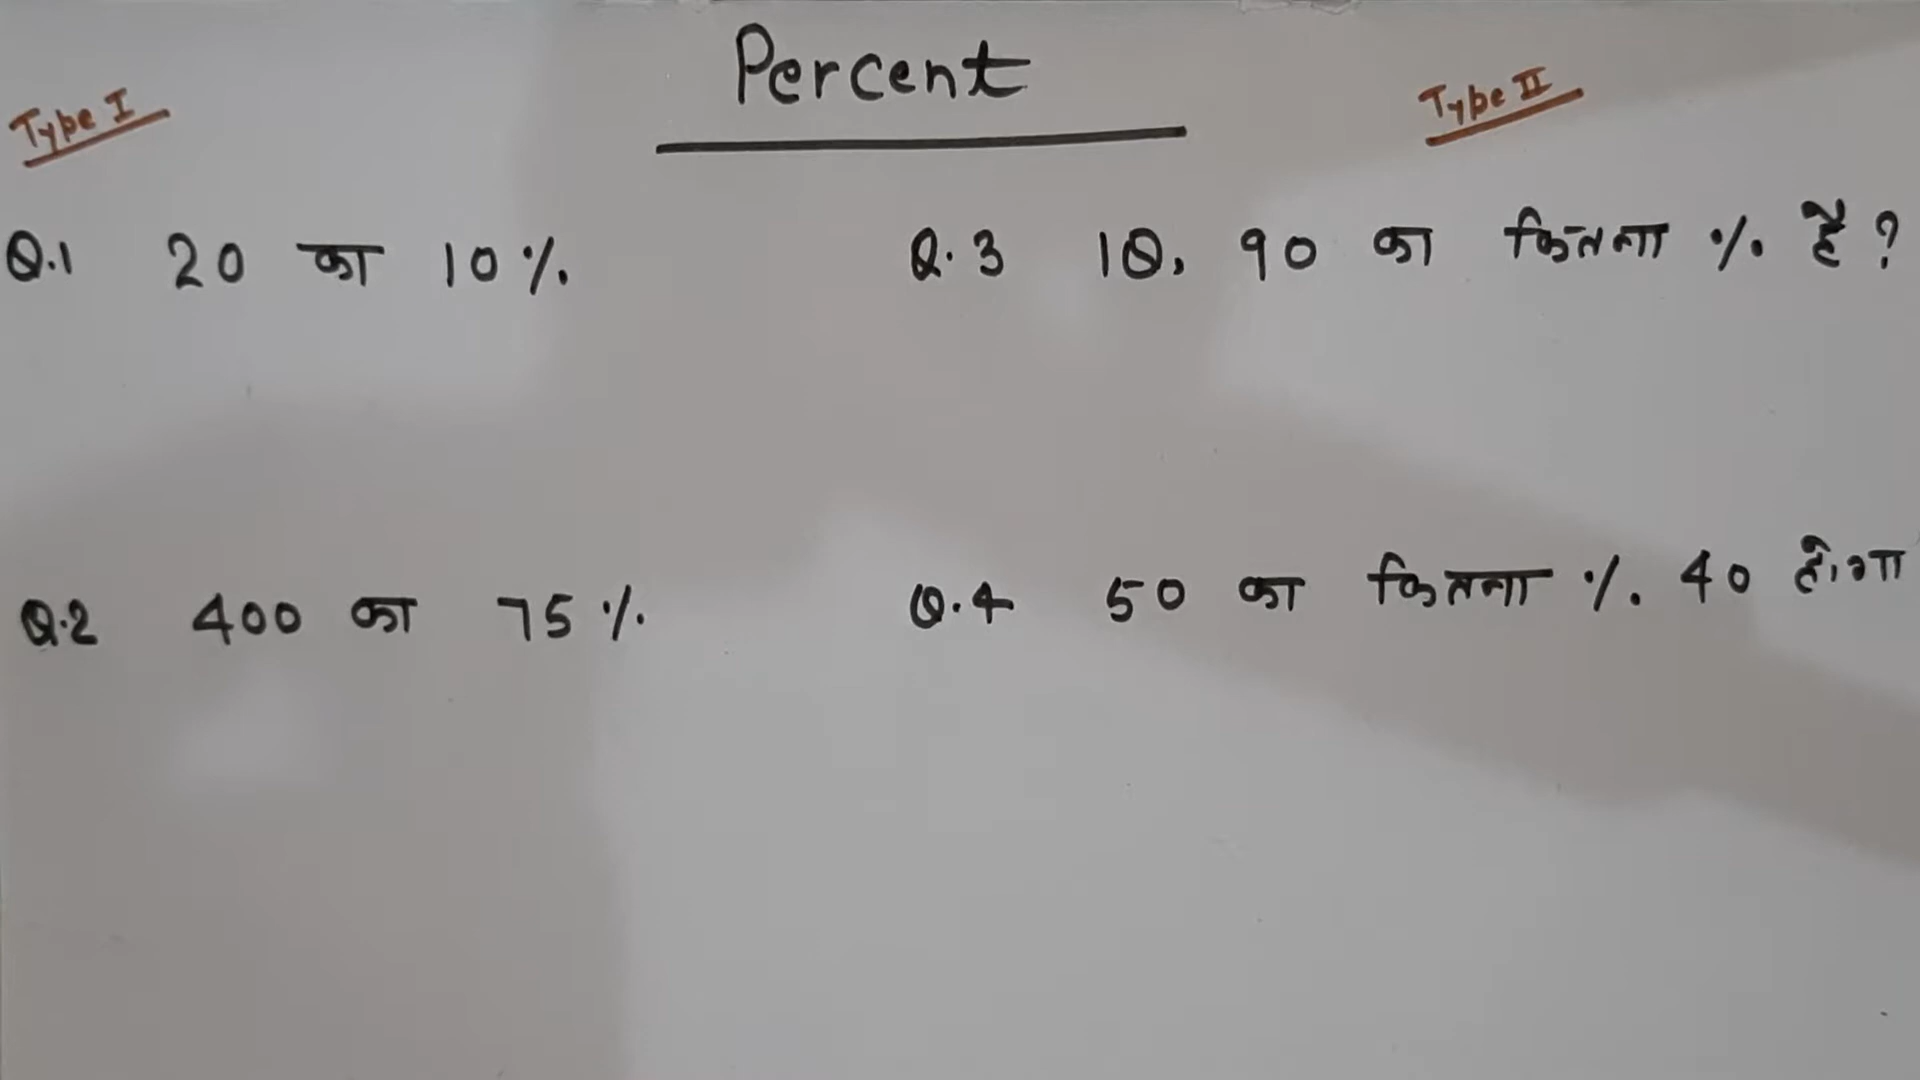 Percent
Type I
Type II
Q.1 20 का 10%.
Q.3 10, 90 का कितना %. है ?
Q.2 400 का 75%.
Q.4 50 का कितना %. 40 होगा